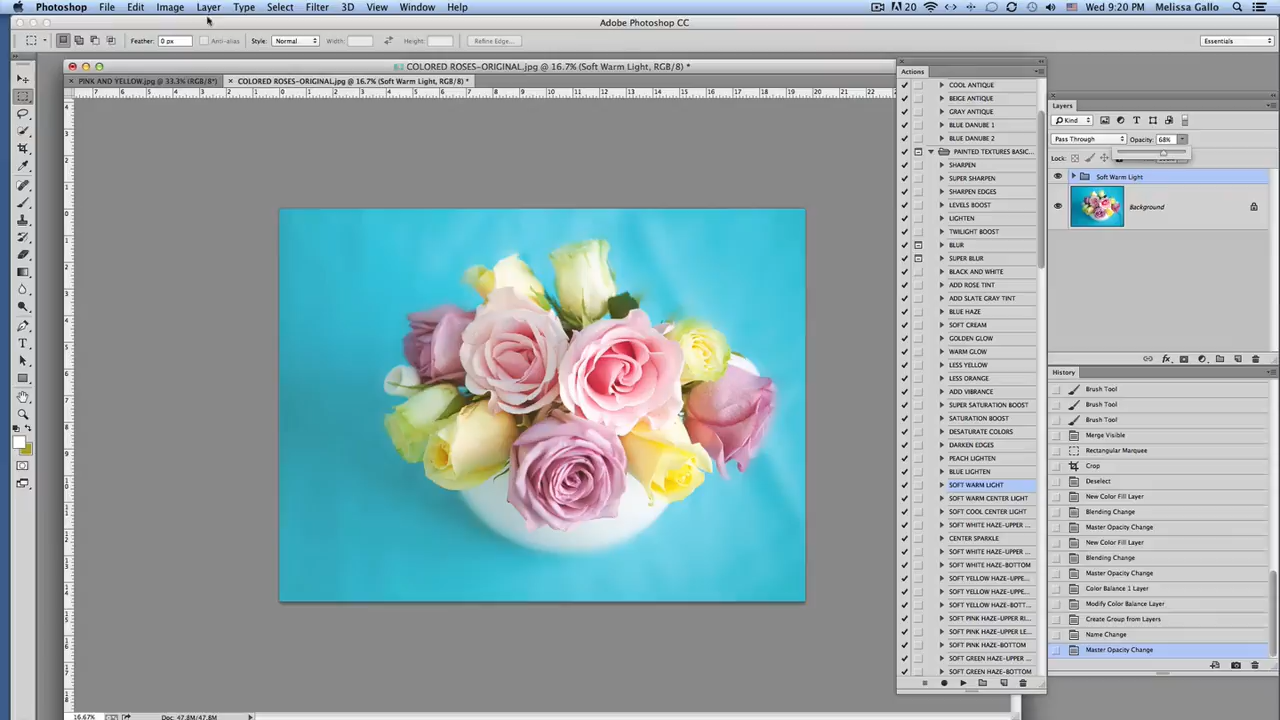 Photoshop File Edit Image Layer Type Select Filter 3D View Window Help 20 Wed 9:20 PM Melissa Gallo
Adobe Photoshop CC
Feather: 0 px Anti-alias Style: Normal Width: Height: Refine Edge... Essentials
COLORED ROSES-ORIGINAL.jpg @ 16.7% (Soft Warm Light, RGB/8) *
PINK AND YELLOW.jpg @ 33.3% (RGB/8*) COLORED ROSES-ORIGINAL.jpg @ 16.7% (Soft Warm Light, RGB/8) *
Actions
COOL ANTIQUE
BEIGE ANTIQUE
GRAY ANTIQUE
BLUE DANUBE 1
BLUE DANUBE 2
PAINTED TEXTURES BASIC...
SHARPEN
SUPER SHARPEN
SHARPEN EDGES
LEVELS BOOST
LIGHTEN
TWILIGHT BOOST
BLUR
SUPER BLUR
BLACK AND WHITE
ADD ROSE TINT
ADD SLATE GRAY TINT
BLUE HAZE
SOFT CREAM
GOLDEN GLOW
WARM GLOW
LESS YELLOW
LESS ORANGE
ADD VIBRANCE
SUPER SATURATION BOOST
SATURATION BOOST
DESATURATE COLORS
DARKEN EDGES
PEACH LIGHTEN
BLUE LIGHTEN
SOFT WARM LIGHT
SOFT WARM CENTER LIGHT
SOFT COOL CENTER LIGHT
SOFT WHITE HAZE-UPPER ...
CENTER SPARKLE
SOFT WHITE HAZE-UPPER ...
SOFT WHITE HAZE-BOTTOM
SOFT YELLOW HAZE-UPPE...
SOFT YELLOW HAZE-UPPE...
SOFT YELLOW HAZE-BOTT...
SOFT PINK HAZE-UPPER RI...
SOFT PINK HAZE-UPPER LE...
SOFT PINK HAZE-BOTTOM
SOFT GREEN HAZE-UPPER ...
SOFT GREEN HAZE-BOTTOM
Layers
Kind
Pass Through Opacity: 68%
Lock:
Soft Warm Light
Background
History
Brush Tool
Brush Tool
Brush Tool
Merge Visible
Rectangular Marquee
Crop
Deselect
New Color Fill Layer
Blending Change
Master Opacity Change
New Color Fill Layer
Blending Change
Master Opacity Change
Color Balance 1 Layer
Modify Color Balance Layer
Create Group from Layers
Name Change
Master Opacity Change
16.67% Doc: 47.8M/47.8M